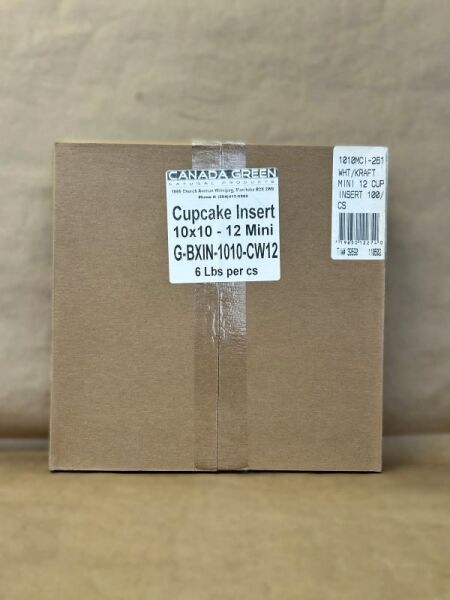 CANADA GREEN
NATURAL PRODUCTS
Cupcake Insert
10x10 - 12 Mini
G-BXIN-1010-CW12
6 Lbs per cs
1010MCI-261
WHT/KRAFT
MINI 12 CUP
INSERT 100/
CS